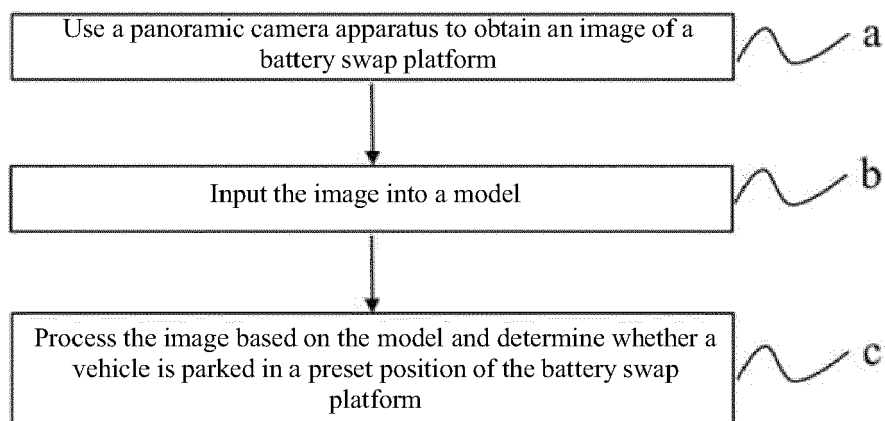 Use a panoramic camera apparatus to obtain an image of a
battery swap platform
a
Input the image into a model
b
Process the image based on the model and determine whether a
vehicle is parked in a preset position of the battery swap
platform
c